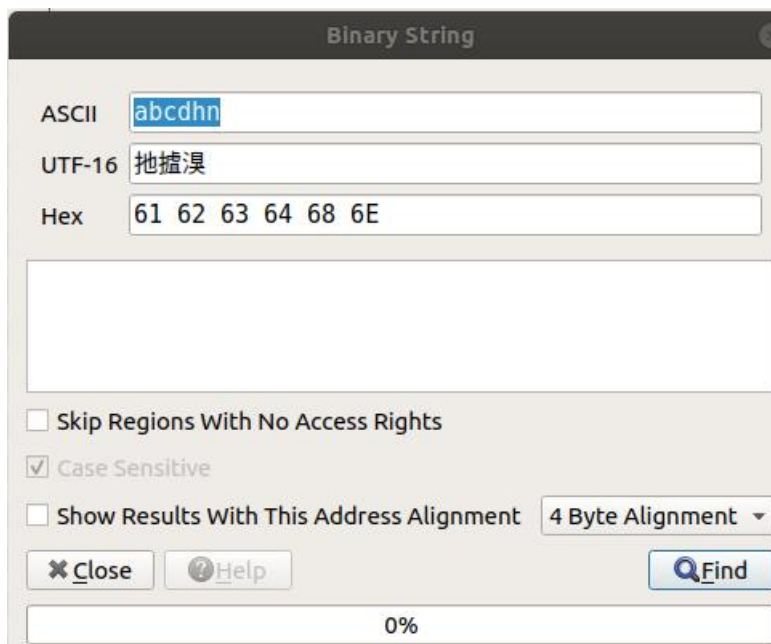 Binary String
ASCII abcdhn
UTF-16 扡摣湨
Hex 61 62 63 64 68 6E
Skip Regions With No Access Rights
Case Sensitive
Show Results With This Address Alignment 4 Byte Alignment
Close Help Find
0%